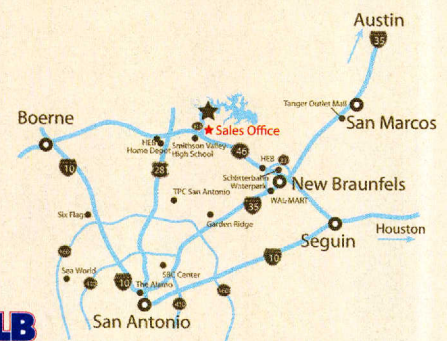 Austin
35
Tanger Outlet Mall
San Marcos
Boerne
Sales Office
HEB
Home Depot
Smithson Valley
High School
46
HEB
Schlitterbahn
Waterpark
New Braunfels
WAL-MART
10
281
TPC San Antonio
35
Six Flags
Garden Ridge
Seguin
Houston
10
Sea World
SBC Center
10
The Alamo
410
San Antonio
LB